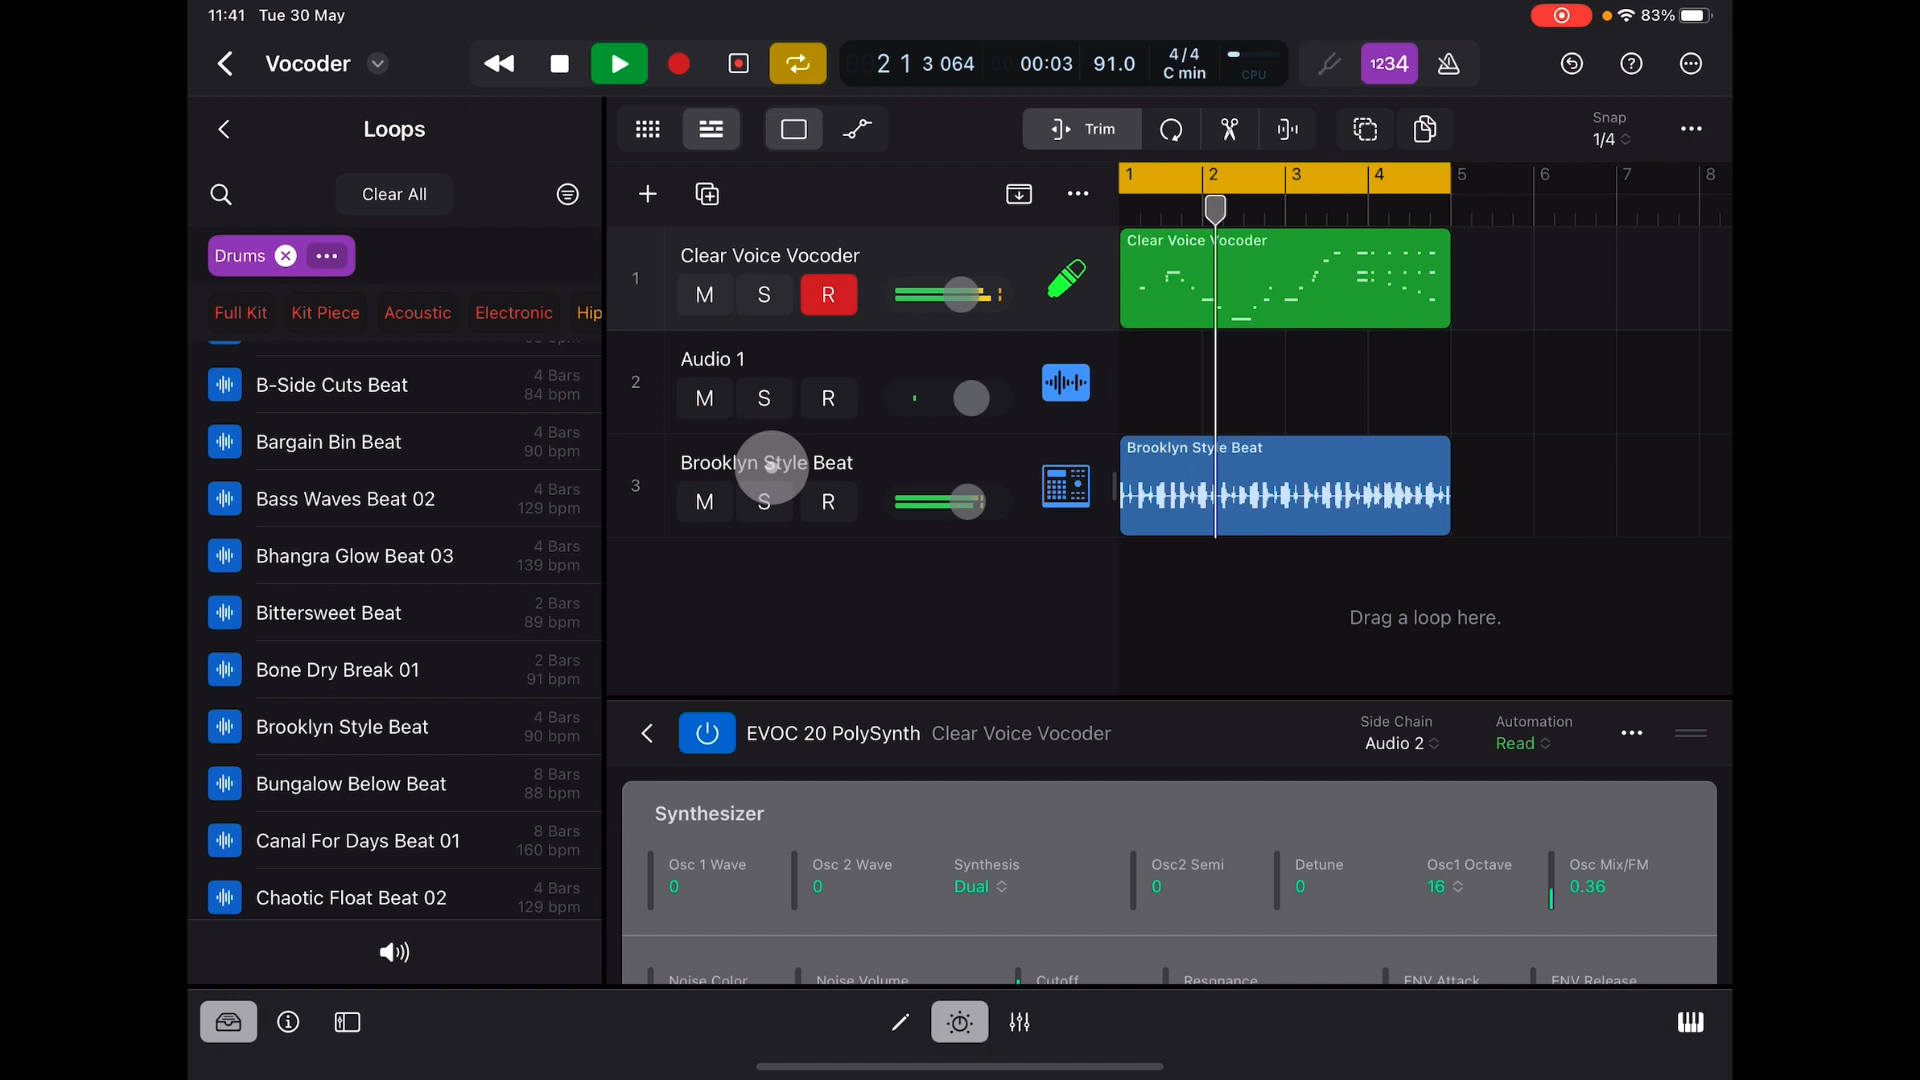 11:41 Tue 30 May
83%
Vocoder
2 1 3 064
00:03
91.0
4/4
C min
CPU
1234
Loops
Clear All
Drums
Full Kit
Kit Piece
Acoustic
Electronic
Hip
B-Side Cuts Beat
4 Bars
84 bpm
Bargain Bin Beat
4 Bars
90 bpm
Bass Waves Beat 02
4 Bars
129 bpm
Bhangra Glow Beat 03
4 Bars
139 bpm
Bittersweet Beat
2 Bars
89 bpm
Bone Dry Break 01
2 Bars
91 bpm
Brooklyn Style Beat
4 Bars
90 bpm
Bungalow Below Beat
8 Bars
88 bpm
Canal For Days Beat 01
8 Bars
160 bpm
Chaotic Float Beat 02
4 Bars
129 bpm
Trim
Snap
1/4
1 2 3 4 5 6 7 8
1
Clear Voice Vocoder
M S R
Clear Voice Vocoder
2
Audio 1
M S R
3
Brooklyn Style Beat
M S R
Brooklyn Style Beat
Drag a loop here.
EVOC 20 PolySynth Clear Voice Vocoder
Side Chain
Audio 2
Automation
Read
Synthesizer
Osc 1 Wave
0
Osc 2 Wave
0
Synthesis
Dual
Osc2 Semi
0
Detune
0
Osc1 Octave
16
Osc Mix/FM
0.36
Noise Color
Noise Volume
Cutoff
Resonance
ENV Attack
ENV Release